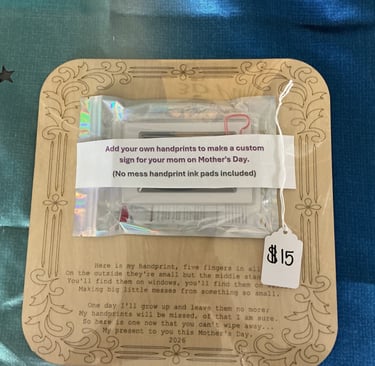 Add your own handprints to make a custom
sign for your mom on Mother's Day.
(No mess handprint ink pads included)
$15
Here is my handprint, five fingers in all
On the outside they're small but the middle
You'll find them on windows, you'll find them on
Making big little messes from something so small.
One day I'll grow up and leave them no more;
My handprints will be missed, of that I am sure.
So here is one now that you can't wipe away...
My present to you this Mother's Day.
2026